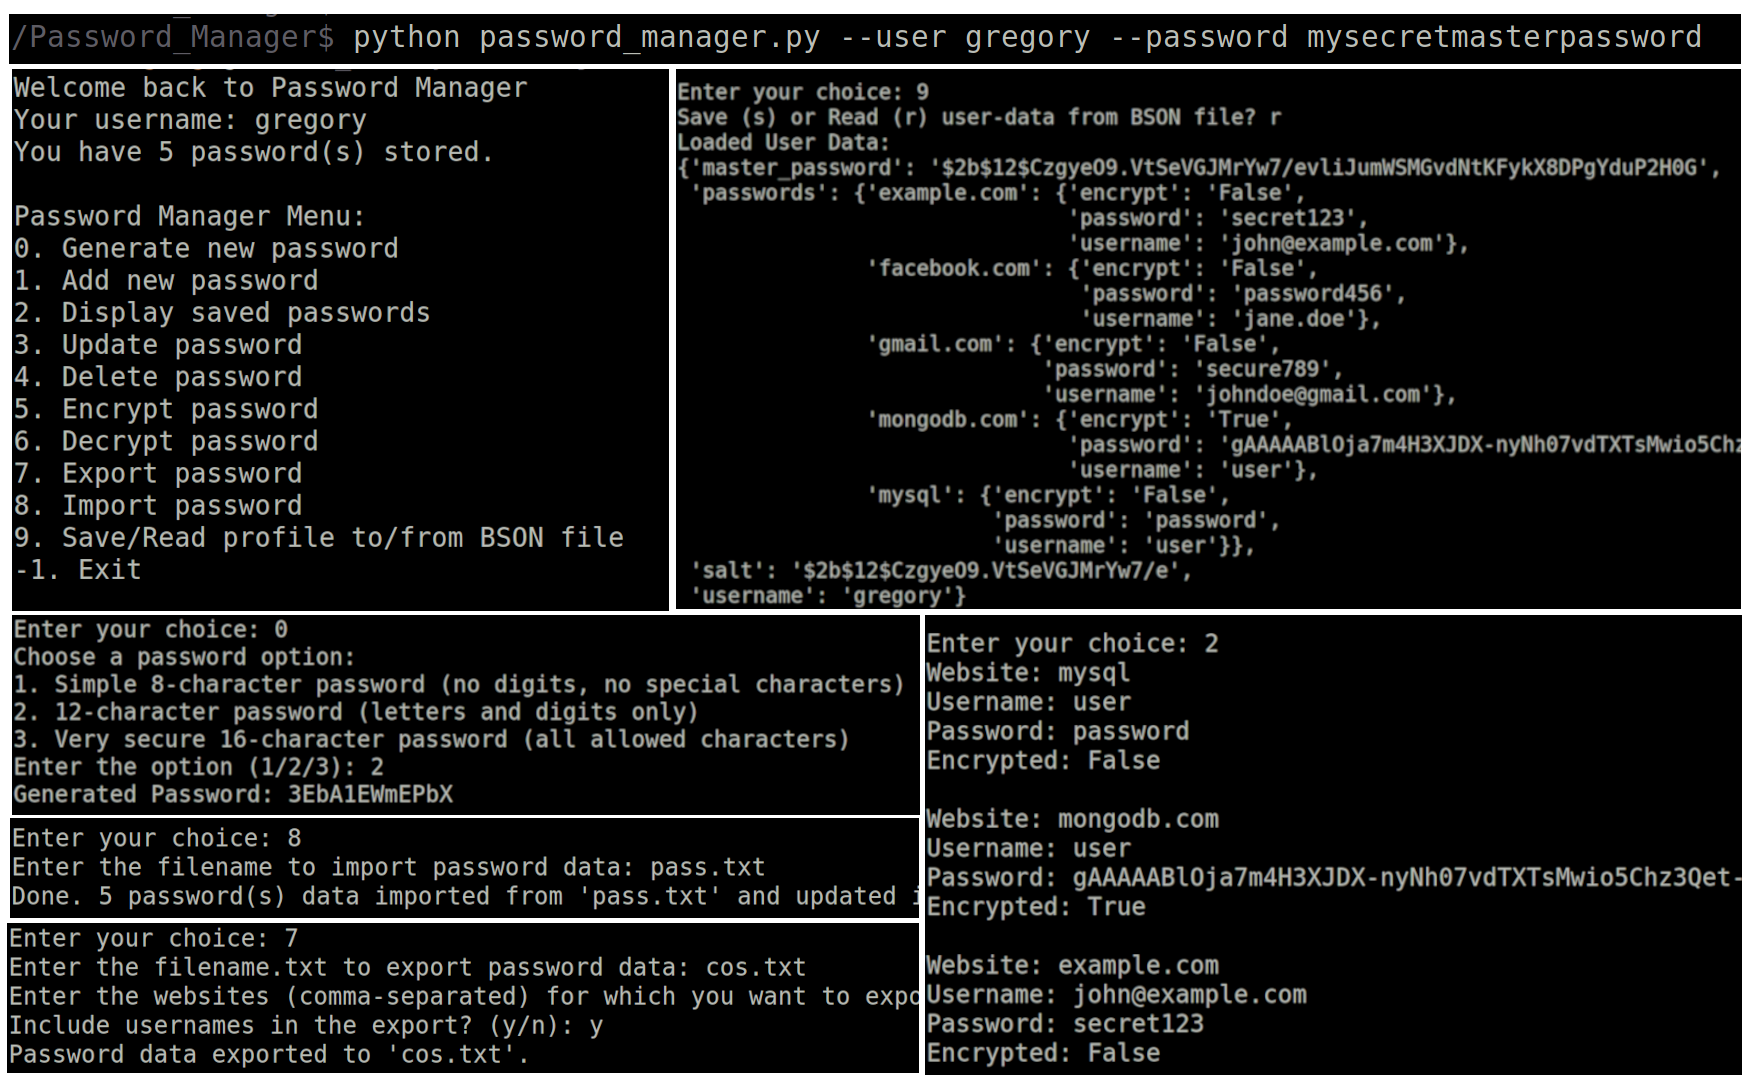 /Password_Manager$ python password_manager.py --user gregory --password mysecretmasterpassword
Welcome back to Password Manager
Your username: gregory
You have 5 password(s) stored.
Password Manager Menu:
0. Generate new password
1. Add new password
2. Display saved passwords
3. Update password
4. Delete password
5. Encrypt password
6. Decrypt password
7. Export password
8. Import password
9. Save/Read profile to/from BSON file
-1. Exit
Enter your choice: 9
Save (s) or Read (r) user-data from BSON file? r
Loaded User Data:
{'master_password': '$2b$12$CzgyeO9.VtSeVGJMrYw7/evliJumWSMGvdNtKFykX8DPgYduP2H0G',
'passwords': {'example.com': {'encrypt': 'False',
'password': 'secret123',
'username': 'john@example.com'},
'facebook.com': {'encrypt': 'False',
'password': 'password456',
'username': 'jane.doe'},
'gmail.com': {'encrypt': 'False',
'password': 'secure789',
'username': 'johndoe@gmail.com'},
'mongodb.com': {'encrypt': 'True',
'password': 'gAAAAABlOja7m4H3XJDX-nyNh07vdTXTsMwio5Chz
'username': 'user'},
'mysql': {'encrypt': 'False',
'password': 'password',
'username': 'user'}},
'salt': '$2b$12$CzgyeO9.VtSeVGJMrYw7/e',
'username': 'gregory'}
Enter your choice: 0
Choose a password option:
1. Simple 8-character password (no digits, no special characters)
2. 12-character password (letters and digits only)
3. Very secure 16-character password (all allowed characters)
Enter the option (1/2/3): 2
Generated Password: 3EbA1EWmEPbX
Enter your choice: 8
Enter the filename to import password data: pass.txt
Done. 5 password(s) data imported from 'pass.txt' and updated i
Enter your choice: 7
Enter the filename.txt to export password data: cos.txt
Enter the websites (comma-separated) for which you want to expo
Include usernames in the export? (y/n): y
Password data exported to 'cos.txt'.
Enter your choice: 2
Website: mysql
Username: user
Password: password
Encrypted: False
Website: mongodb.com
Username: user
Password: gAAAAABlOja7m4H3XJDX-nyNh07vdTXTsMwio5Chz3Qet-
Encrypted: True
Website: example.com
Username: john@example.com
Password: secret123
Encrypted: False